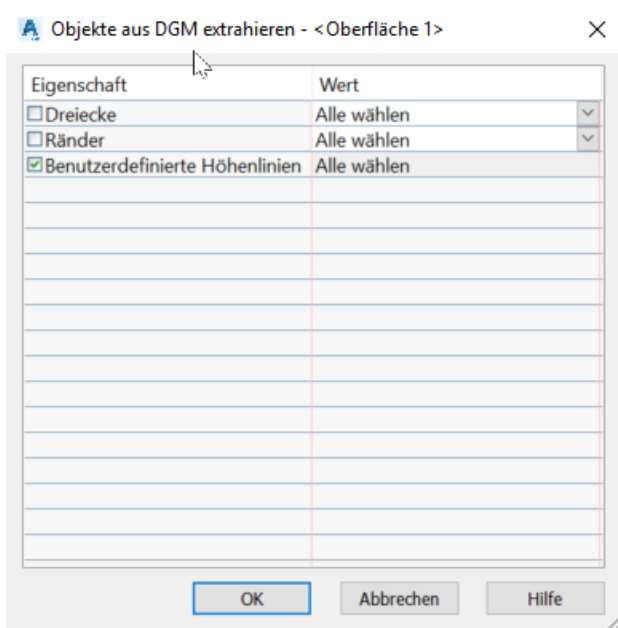 Objekte aus DGM extrahieren - <Oberfläche 1>
Eigenschaft Wert
Dreiecke Alle wählen
Ränder Alle wählen
Benutzerdefinierte Höhenlinien Alle wählen
OK Abbrechen Hilfe